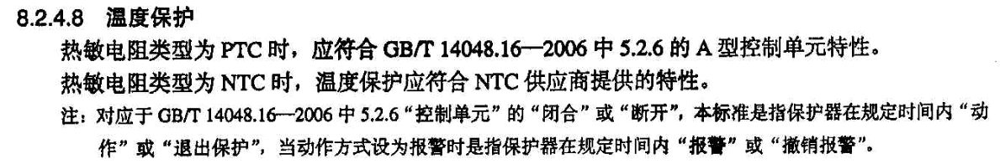 8.2.4.8 温度保护
热敏电阻类型为 PTC 时，应符合 GB/T 14048.16—2006 中 5.2.6 的 A 型控制单元特性。
热敏电阻类型为 NTC 时，温度保护应符合 NTC 供应商提供的特性。
注：对应于 GB/T 14048.16—2006 中 5.2.6 “控制单元” 的 “闭合” 或 “断开”，本标准是指保护器在规定时间内 “动
作” 或 “退出保护”，当动作方式设为报警时是指保护器在规定时间内 “报警” 或 “撤销报警”。